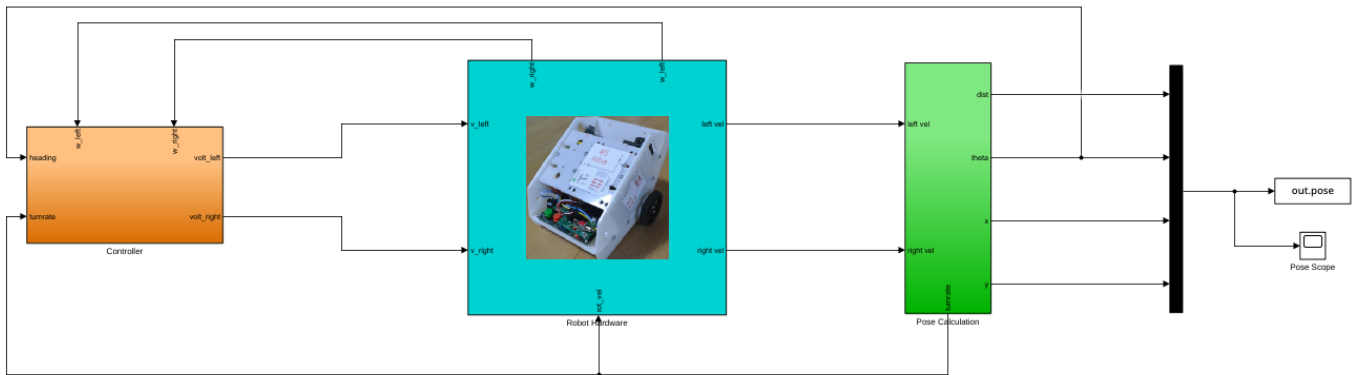 w_left
w_right
heading
turnrate
volt_left
volt_right
Controller
w_right
w_left
v_left
v_right
left vel
right vel
rot_vel
Robot Hardware
left vel
right vel
dist
theta
x
y
turnrate
Pose Calculation
out.pose
Pose Scope